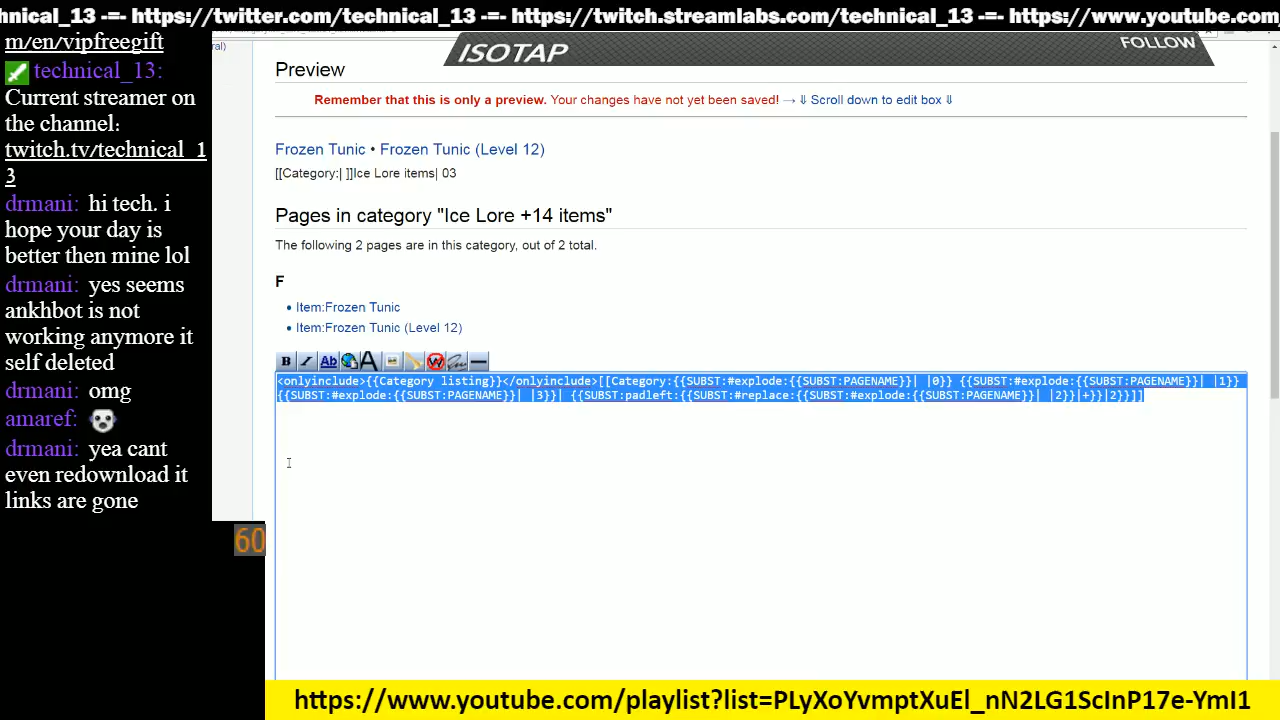 hnical_13 -=- https://twitter.com/technical_13 -=- https://twitch.streamlabs.com/technical_13 -=- https://www.youtube.com
m/en/vipfreegift
technical_13:
Current streamer on
the channel:
twitch.tv/technical_1
3
drmani: hi tech. i
hope your day is
better then mine lol
drmani: yes seems
ankhbot is not
working anymore it
self deleted
drmani: omg
amaref:
drmani: yea cant
even redownload it
links are gone
60
ral)
ISOTAP
FOLLOW
Preview
Remember that this is only a preview. Your changes have not yet been saved! → ⇓ Scroll down to edit box ⇓
Frozen Tunic • Frozen Tunic (Level 12)
[[Category:| ]]Ice Lore items| 03
Pages in category "Ice Lore +14 items"
The following 2 pages are in this category, out of 2 total.
F
• Item:Frozen Tunic
• Item:Frozen Tunic (Level 12)
B I Ab A W
<onlyinclude>{{Category listing}}</onlyinclude>[[Category:{{SUBST:#explode:{{SUBST:PAGENAME}}| |0}} {{SUBST:#explode:{{SUBST:PAGENAME}}| |1}}
{{SUBST:#explode:{{SUBST:PAGENAME}}| |3}}| {{SUBST:padleft:{{SUBST:#replace:{{SUBST:#explode:{{SUBST:PAGENAME}}| |2}}|+}}|2}}]]
https://www.youtube.com/playlist?list=PLyXoYvmptXuEl_nN2LG1ScInP17e-YmI1